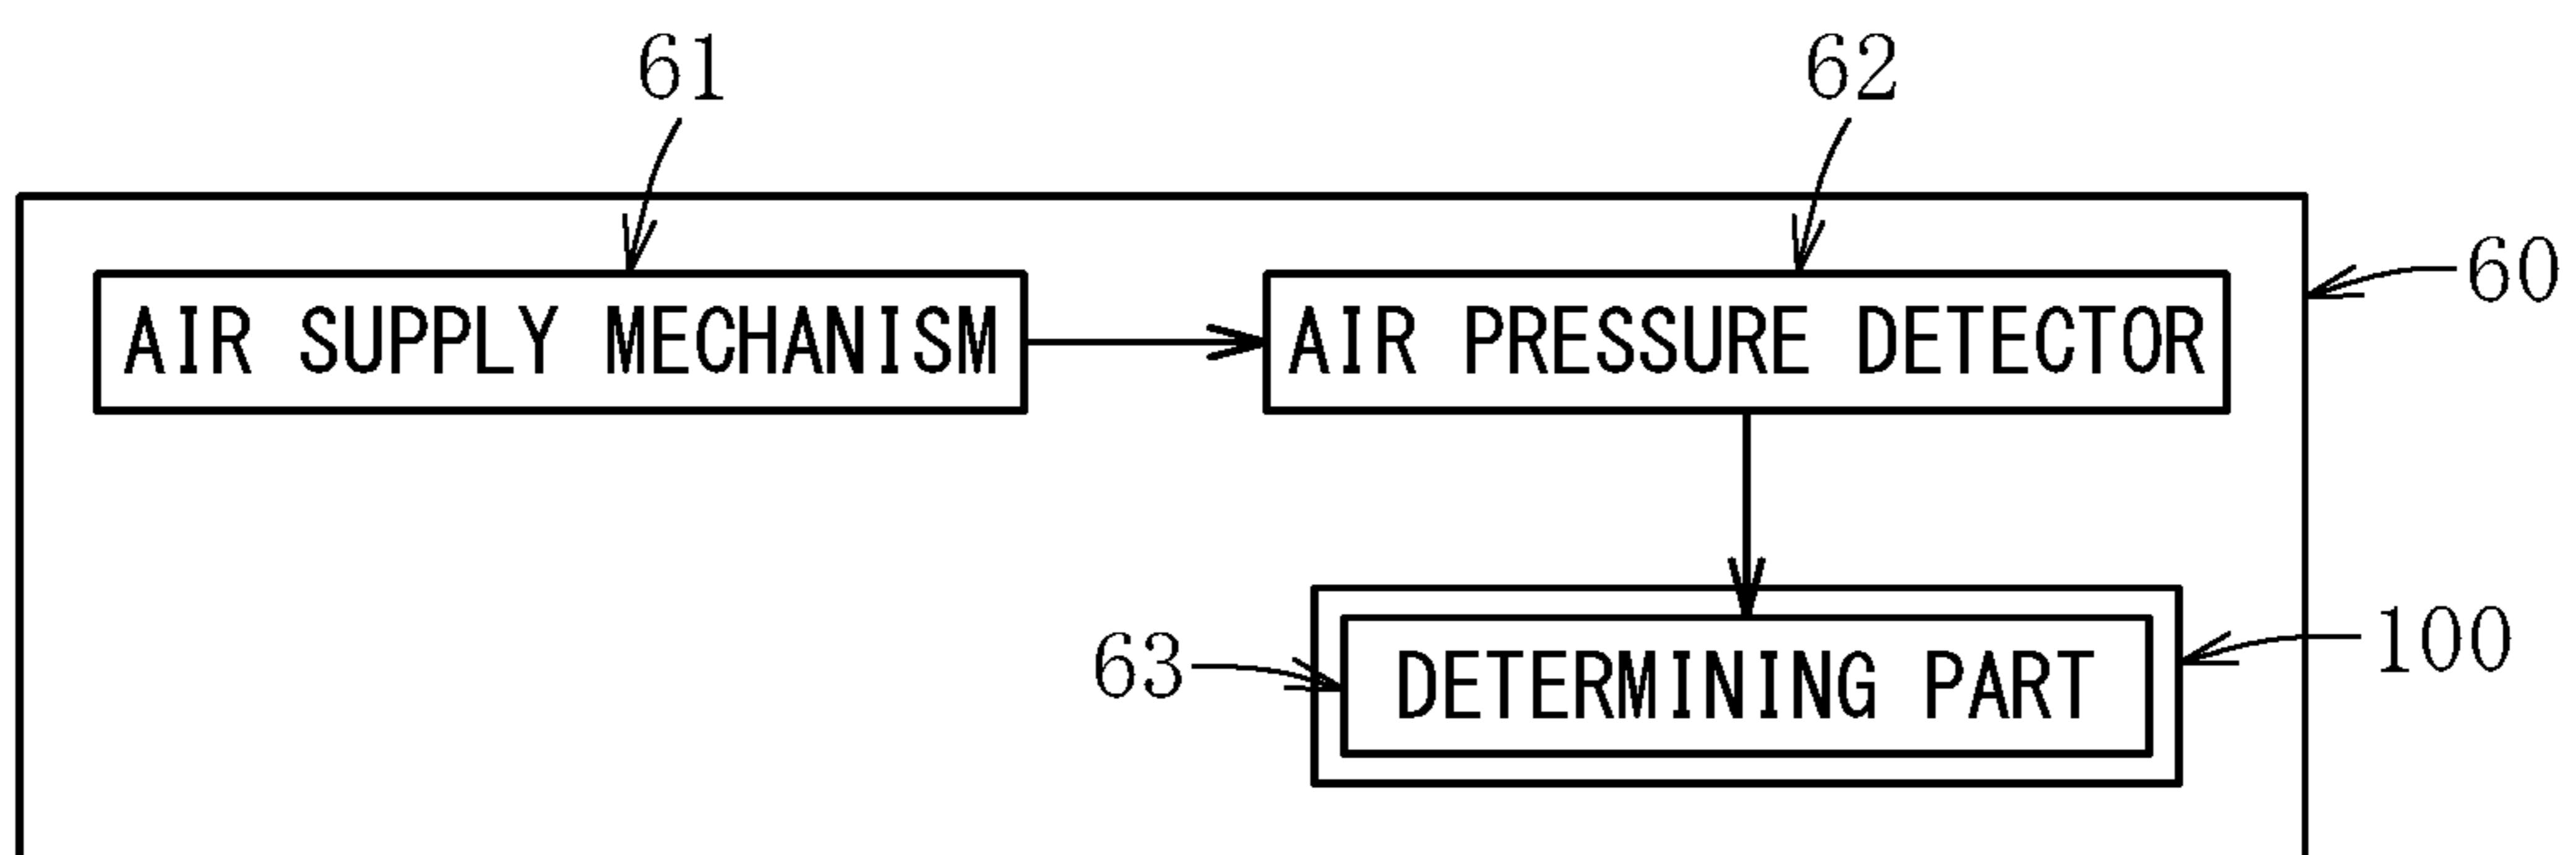 61
62
60
AIR SUPPLY MECHANISM
AIR PRESSURE DETECTOR
100
63
DETERMINING PART